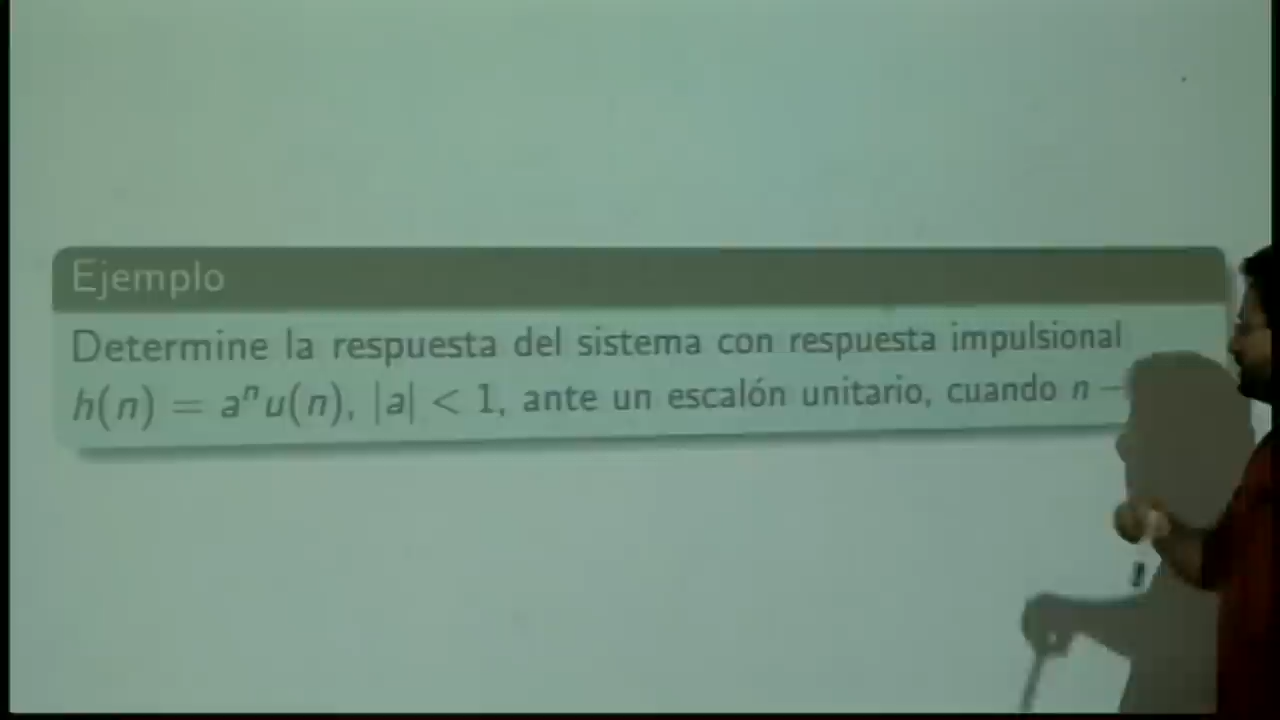 Ejemplo
Determine la respuesta del sistema con respuesta impulsional
h(n) = aⁿu(n), |a| < 1, ante un escalón unitario, cuando n